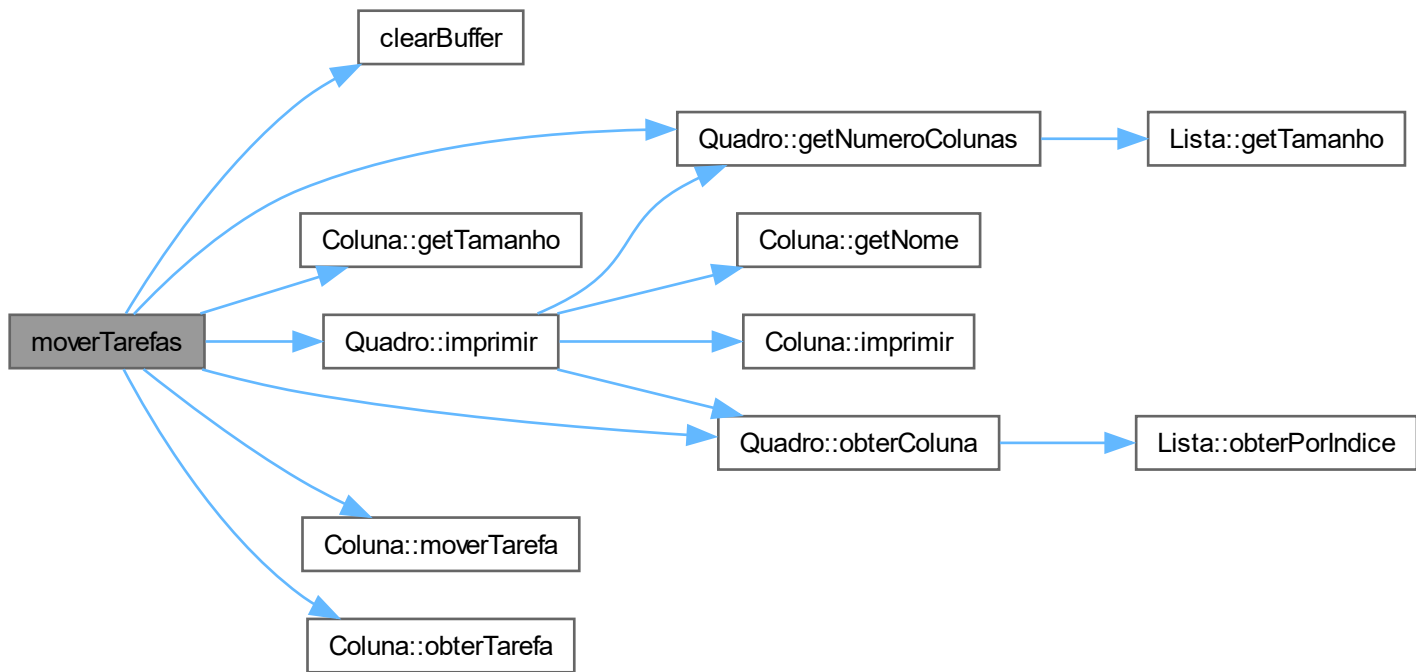 clearBuffer
Quadro::getNumeroColunas
Lista::getTamanho
Coluna::getTamanho
Coluna::getNome
moverTarefas
Quadro::imprimir
Coluna::imprimir
Quadro::obterColuna
Lista::obterPorIndice
Coluna::moverTarefa
Coluna::obterTarefa